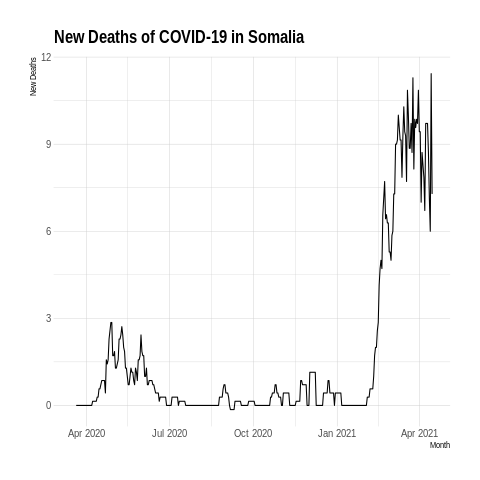 New Deaths of COVID-19 in Somalia
12
New Deaths
9
6
3
0
Apr 2020 Jul 2020 Oct 2020 Jan 2021 Apr 2021
Month